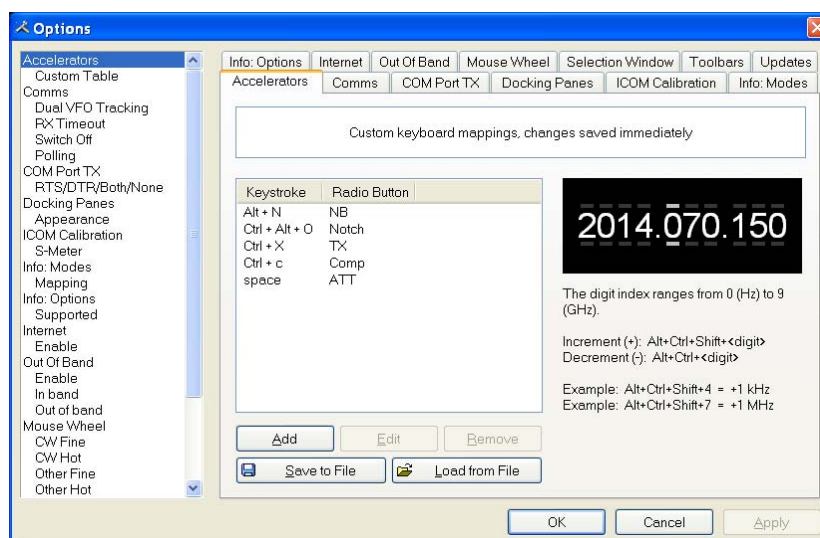 Options
Accelerators
Custom Table
Comms
Dual VFO Tracking
RX Timeout
Switch Off
Polling
COM Port TX
RTS/DTR/Both/None
Docking Panes
Appearance
ICOM Calibration
S-Meter
Info: Modes
Mapping
Info: Options
Supported
Internet
Enable
Out Of Band
Enable
In band
Out of band
Mouse Wheel
CW Fine
CW Hot
Other Fine
Other Hot
Info: Options Internet Out Of Band Mouse Wheel Selection Window Toolbars Updates
Accelerators Comms COM Port TX Docking Panes ICOM Calibration Info: Modes
Custom keyboard mappings, changes saved immediately
Keystroke Radio Button
Alt + N NB
Ctrl + Alt + O Notch
Ctrl + X TX
Ctrl + c Comp
space ATT
2014.070.150
The digit index ranges from 0 (Hz) to 9
(GHz).
Increment (+): Alt+Ctrl+Shift+<digit>
Decrement (-): Alt+Ctrl+<digit>
Example: Alt+Ctrl+Shift+4 = +1 kHz
Example: Alt+Ctrl+Shift+7 = +1 MHz
Add Edit Remove
Save to File Load from File
OK Cancel Apply